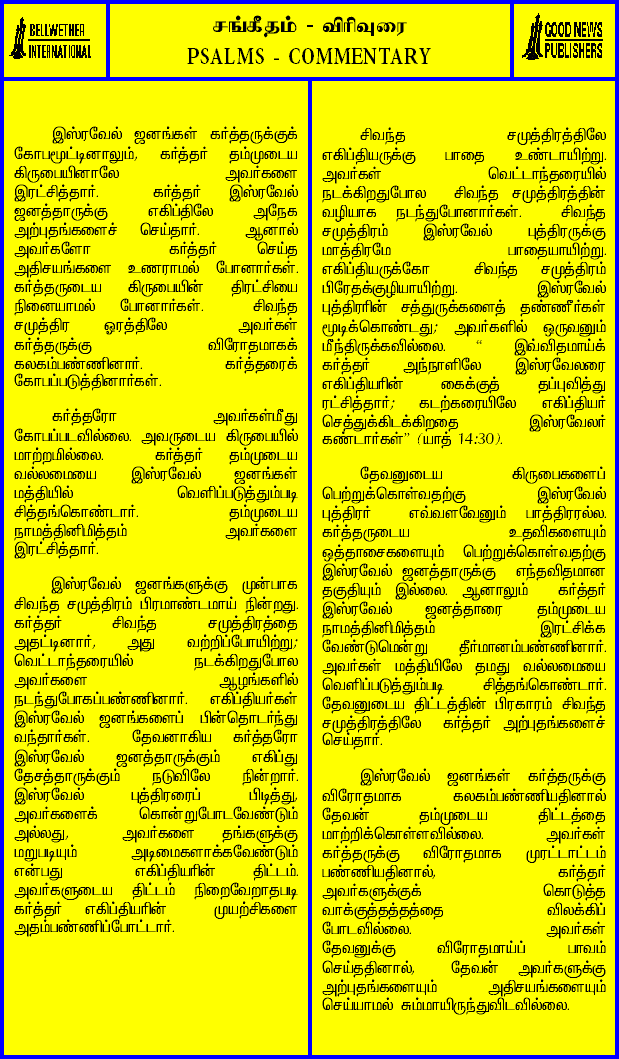 BELLWETHER
INTERNATIONAL
சங்கீதம் - விரிவுரை
PSALMS - COMMENTARY
GOOD NEWS
PUBLISHERS
இஸ்ரவேல் ஜனங்கள் கர்த்தருக்குக்
கோபமூட்டினாலும், கர்த்தர் தம்முடைய
கிருபையினாலே அவர்களை
இரட்சித்தார். கர்த்தர் இஸ்ரவேல்
ஜனத்தாருக்கு எகிப்திலே அநேக
அற்புதங்களைச் செய்தார். ஆனால்
அவர்களோ கர்த்தர் செய்த
அதிசயங்களை உணராமல் போனார்கள்.
கர்த்தருடைய கிருபையின் திரட்சியை
நினையாமல் போனார்கள். சிவந்த
சமுத்திர ஓரத்திலே அவர்கள்
கர்த்தருக்கு விரோதமாகக்
கலகம்பண்ணினார். கர்த்தரைக்
கோபப்படுத்தினார்கள்.
கர்த்தரோ அவர்கள்மீது
கோபப்படவில்லை. அவருடைய கிருபையில்
மாற்றமில்லை. கர்த்தர் தம்முடைய
வல்லமையை இஸ்ரவேல் ஜனங்கள்
மத்தியில் வெளிப்படுத்தும்படி
சித்தங்கொண்டார். தம்முடைய
நாமத்தினிமித்தம் அவர்களை
இரட்சித்தார்.
இஸ்ரவேல் ஜனங்களுக்கு முன்பாக
சிவந்த சமுத்திரம் பிரமாண்டமாய் நின்றது.
கர்த்தர் சிவந்த சமுத்திரத்தை
அதட்டினார், அது வற்றிப்போயிற்று;
வெட்டாந்தரையில் நடக்கிறதுபோல
அவர்களை ஆழங்களில்
நடந்துபோகப்பண்ணினார். எகிப்தியர்கள்
இஸ்ரவேல் ஜனங்களைப் பின்தொடர்ந்து
வந்தார்கள். தேவனாகிய கர்த்தரோ
இஸ்ரவேல் ஜனத்தாருக்கும் எகிப்து
தேசத்தாருக்கும் நடுவிலே நின்றார்.
இஸ்ரவேல் புத்திரரைப் பிடித்து,
அவர்களைக் கொன்றுபோடவேண்டும்
அல்லது, அவர்களை தங்களுக்கு
மறுபடியும் அடிமைகளாக்கவேண்டும்
என்பது எகிப்தியரின் திட்டம்.
அவர்களுடைய திட்டம் நிறைவேறாதபடி
கர்த்தர் எகிப்தியரின் முயற்சிகளை
அதம்பண்ணிப்போட்டார்.
சிவந்த சமுத்திரத்திலே
எகிப்தியருக்கு பாதை உண்டாயிற்று.
அவர்கள் வெட்டாந்தரையில்
நடக்கிறதுபோல சிவந்த சமுத்திரத்தின்
வழியாக நடந்துபோனார்கள். சிவந்த
சமுத்திரம் இஸ்ரவேல் புத்திரருக்கு
மாத்திரமே பாதையாயிற்று.
எகிப்தியருக்கோ சிவந்த சமுத்திரம்
பிரேதக்குழியாயிற்று. இஸ்ரவேல்
புத்திரரின் சத்துருக்களைத் தண்ணீர்கள்
மூடிக்கொண்டது; அவர்களில் ஒருவனும்
மீந்திருக்கவில்லை. “ இவ்விதமாய்க்
கர்த்தர் அந்நாளிலே இஸ்ரவேலரை
எகிப்தியரின் கைக்குத் தப்புவித்து
ரட்சித்தார்; கடற்கரையிலே எகிப்தியர்
செத்துக்கிடக்கிறதை இஸ்ரவேலர்
கண்டார்கள்” (யாத் 14:30).
தேவனுடைய கிருபைகளைப்
பெற்றுக்கொள்வதற்கு இஸ்ரவேல்
புத்திரர் எவ்வளவேனும் பாத்திரரல்ல.
கர்த்தருடைய உதவிகளையும்
ஒத்தாசைகளையும் பெற்றுக்கொள்வதற்கு
இஸ்ரவேல் ஜனத்தாருக்கு எந்தவிதமான
தகுதியும் இல்லை. ஆனாலும் கர்த்தர்
இஸ்ரவேல் ஜனத்தாரை தம்முடைய
நாமத்தினிமித்தம் இரட்சிக்க
வேண்டுமென்று தீர்மானம்பண்ணினார்.
அவர்கள் மத்தியிலே தமது வல்லமையை
வெளிப்படுத்தும்படி சித்தங்கொண்டார்.
தேவனுடைய திட்டத்தின் பிரகாரம் சிவந்த
சமுத்திரத்திலே கர்த்தர் அற்புதங்களைச்
செய்தார்.
இஸ்ரவேல் ஜனங்கள் கர்த்தருக்கு
விரோதமாக கலகம்பண்ணியதினால்
தேவன் தம்முடைய திட்டத்தை
மாற்றிக்கொள்ளவில்லை. அவர்கள்
கர்த்தருக்கு விரோதமாக முரட்டாட்டம்
பண்ணியதினால், கர்த்தர்
அவர்களுக்குக் கொடுத்த
வாக்குத்தத்தத்தை விலக்கிப்
போடவில்லை. அவர்கள்
தேவனுக்கு விரோதமாய்ப் பாவம்
செய்ததினால், தேவன் அவர்களுக்கு
அற்புதங்களையும் அதிசயங்களையும்
செய்யாமல் சும்மாயிருந்துவிடவில்லை.